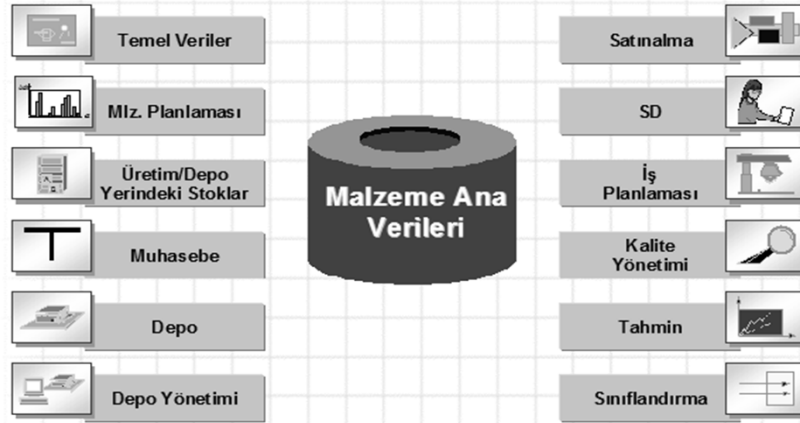 Temel Veriler
Mlz. Planlaması
Üretim/Depo
Yerindeki Stoklar
Muhasebe
Depo
Depo Yönetimi
Malzeme Ana
Verileri
Satınalma
SD
İş
Planlaması
Kalite
Yönetimi
Tahmin
Sınıflandırma